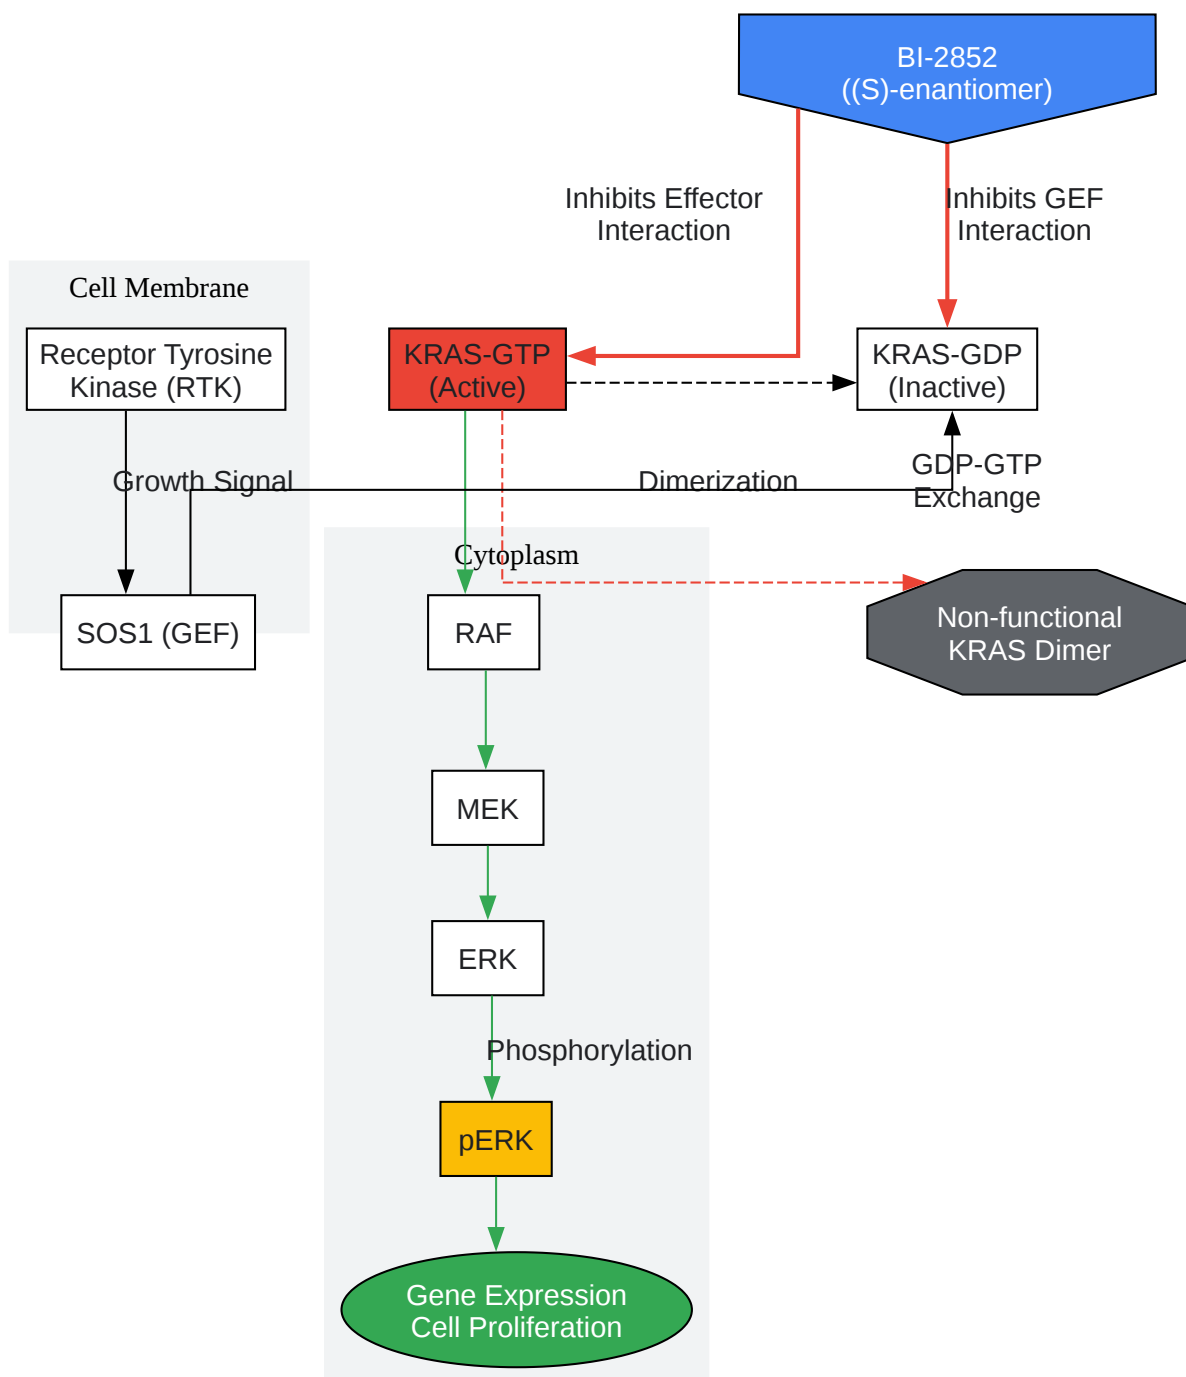 BI-2852
((S)-enantiomer)
Inhibits Effector
Interaction
Inhibits GEF
Interaction
Cell Membrane
Receptor Tyrosine
Kinase (RTK)
KRAS-GTP
(Active)
KRAS-GDP
(Inactive)
Growth Signal
Dimerization
GDP-GTP
Exchange
Cytoplasm
SOS1 (GEF)
RAF
Non-functional
KRAS Dimer
MEK
ERK
Phosphorylation
pERK
Gene Expression
Cell Proliferation